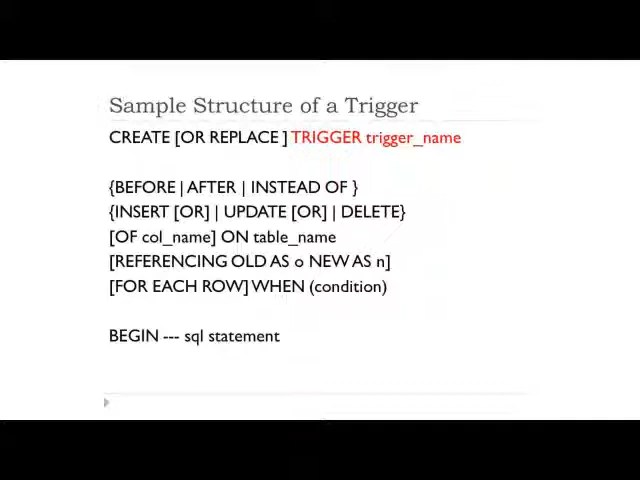 Sample Structure of a Trigger
CREATE [OR REPLACE ] TRIGGER trigger_name
{BEFORE | AFTER | INSTEAD OF }
{INSERT [OR] | UPDATE [OR] | DELETE}
[OF col_name] ON table_name
[REFERENCING OLD AS o NEW AS n]
[FOR EACH ROW] WHEN (condition)
BEGIN --- sql statement